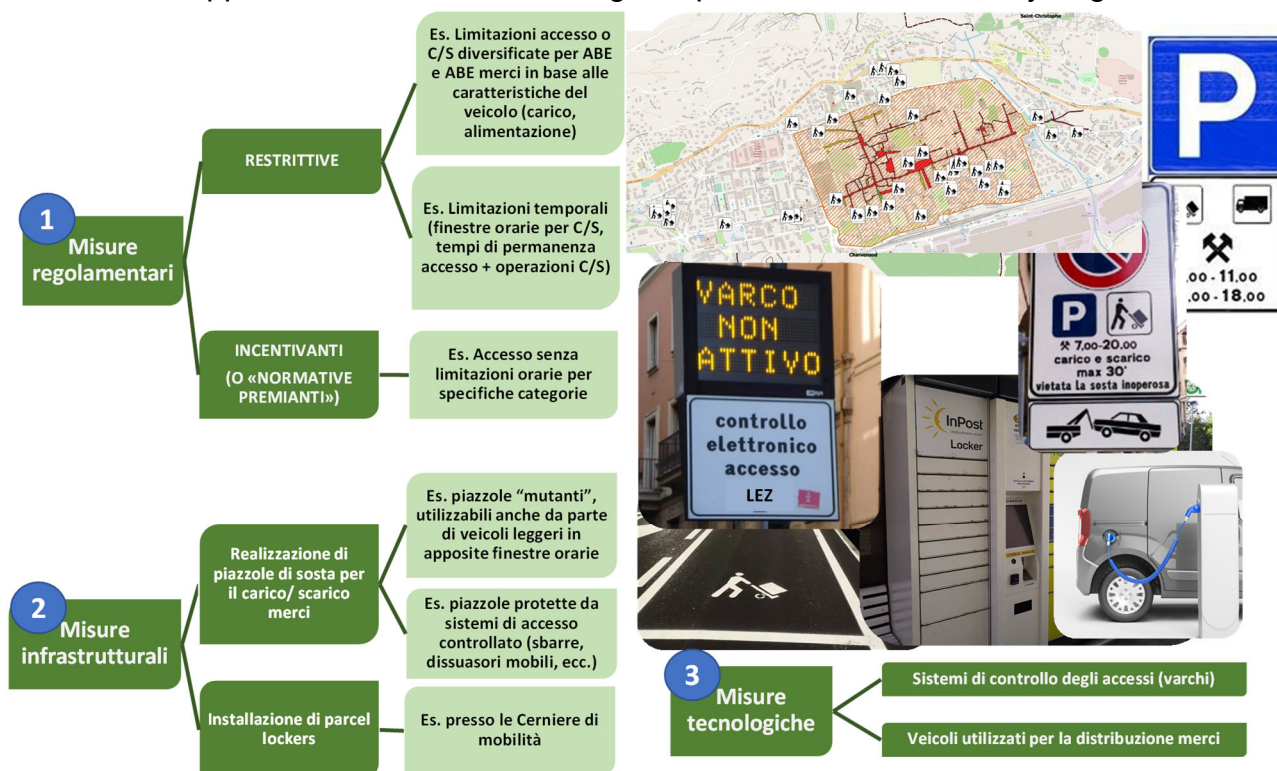 Es. Limitazioni accesso o
C/S diversificate per ABE
e ABE merci in base alle
caratteristiche del
veicolo (carico,
alimentazione)
RESTRITTIVE
Es. Limitazioni temporali
(finestre orarie per C/S,
tempi di permanenza
accesso + operazioni C/S)
1
Misure
regolamentari
INCENTIVANTI
(O «NORMATIVE
PREMIANTI»)
Es. Accesso senza
limitazioni orarie per
specifiche categorie
Es. piazzole “mutanti”,
utilizzabili anche da parte
di veicoli leggeri in
apposite finestre orarie
Realizzazione di
piazzole di sosta per
il carico/ scarico
merci
2
Misure
infrastrutturali
Es. piazzole protette da
sistemi di accesso
controllato (sbarre,
dissuasori mobili, ecc.)
Installazione di parcel
lockers
Es. presso le Cerniere di
mobilità
3
Misure
tecnologiche
Sistemi di controllo degli accessi (varchi)
Veicoli utilizzati per la distribuzione merci
Saint-Christophe
Charvensod
P
.00 - 11.00
.00 - 18.00
P
7,00-20,00
carico e scarico
max 30'
vietata la sosta inoperosa
VARCO
NON
ATTIVO
controllo
elettronico
accesso
LEZ
InPost
Locker